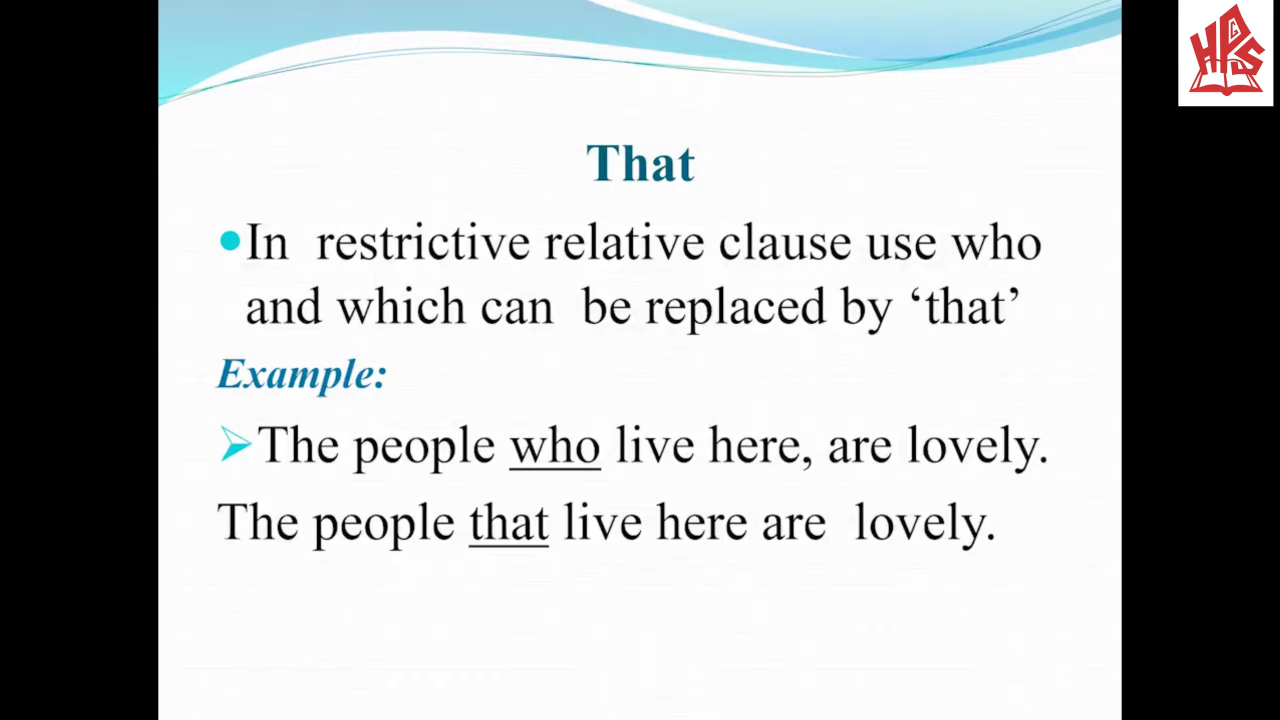 That
In restrictive relative clause use who
and which can be replaced by ‘that’
Example:
The people who live here, are lovely.
The people that live here are lovely.